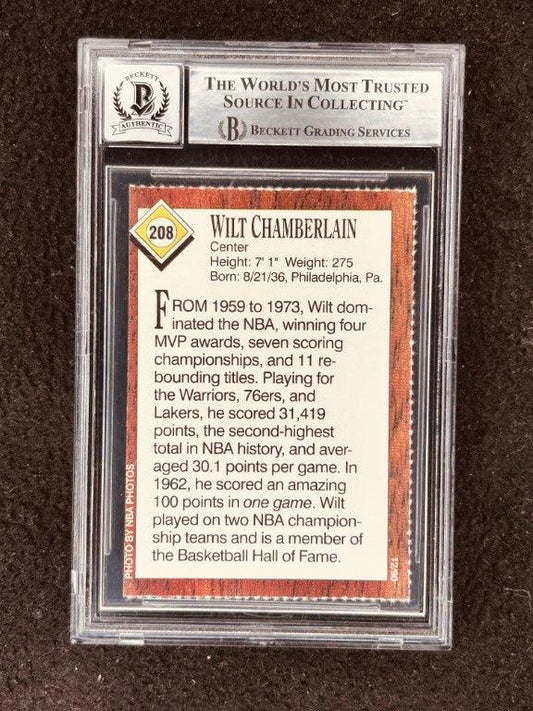 BECKETT
B
AUTHENTIC
THE WORLD'S MOST TRUSTED
SOURCE IN COLLECTING™
B BECKETT GRADING SERVICES
208
WILT CHAMBERLAIN
Center
Height: 7' 1" Weight: 275
Born: 8/21/36, Philadelphia, Pa.
FROM 1959 to 1973, Wilt dom-
inated the NBA, winning four
MVP awards, seven scoring
championships, and 11 re-
bounding titles. Playing for
the Warriors, 76ers, and
Lakers, he scored 31,419
points, the second-highest
total in NBA history, and aver-
aged 30.1 points per game. In
1962, he scored an amazing
100 points in one game. Wilt
played on two NBA champion-
ship teams and is a member of
the Basketball Hall of Fame.
PHOTO BY NBA PHOTOS
12/90